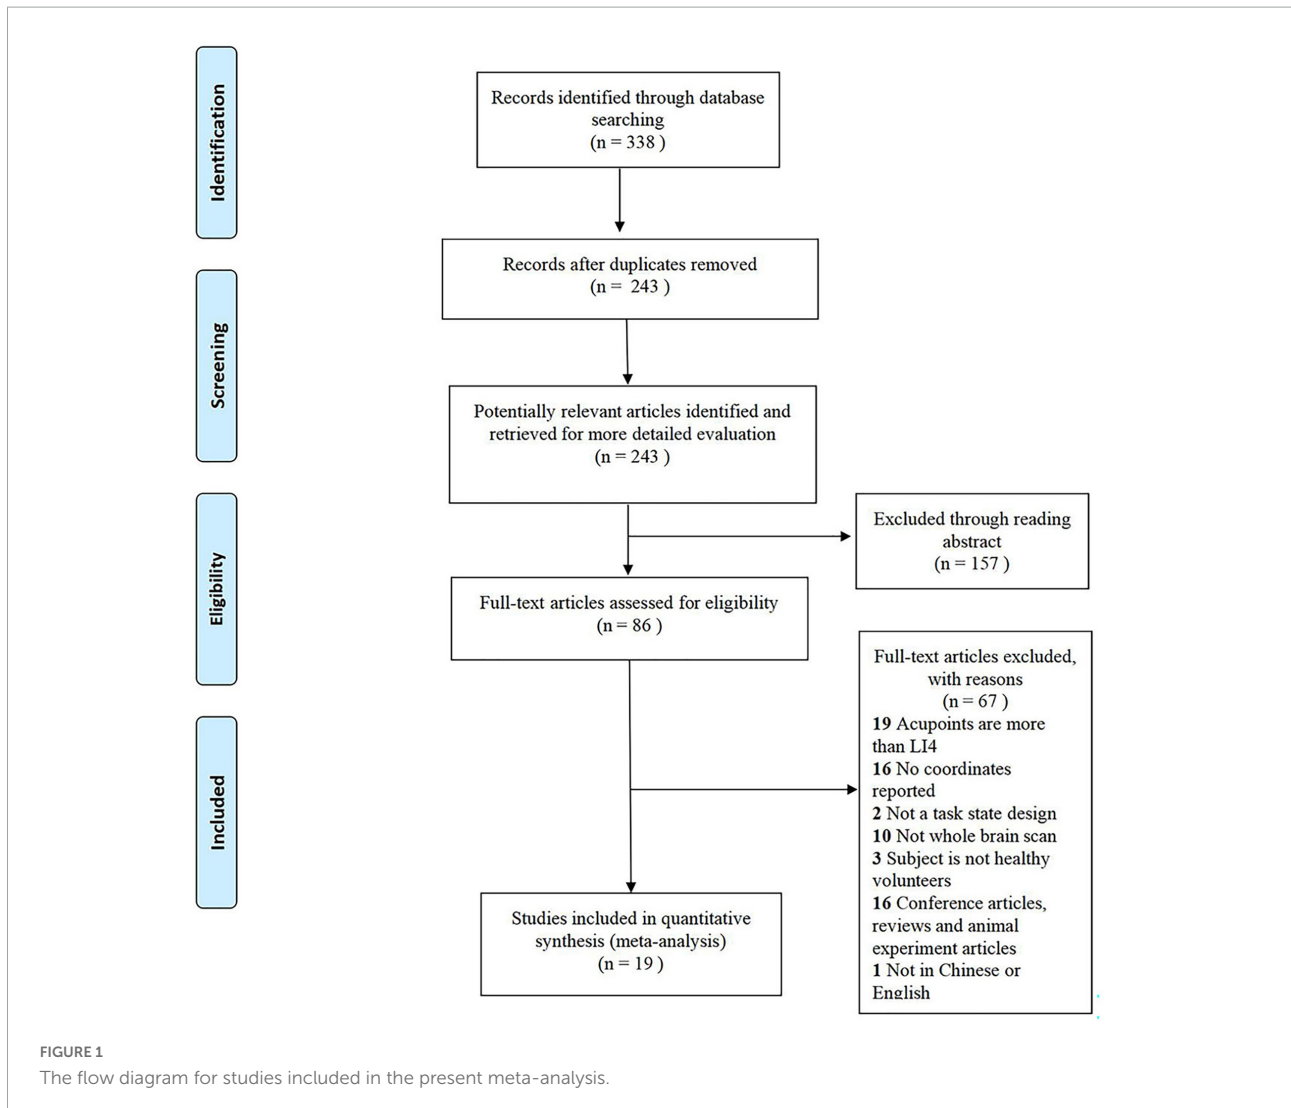 Identification
Records identified through database
searching
(n = 338 )
Records after duplicates removed
(n =  243 )
Screening
Potentially relevant articles identified and
retrieved for more detailed evaluation
(n = 243 )
Excluded through reading
abstract
(n = 157 )
Eligibility
Full-text articles assessed for eligibility
(n = 86 )
Full-text articles excluded,
with reasons
(n = 67 )
19 Acupoints are more
than LI4
16 No coordinates
reported
2 Not a task state design
10 Not whole brain scan
3 Subject is not healthy
volunteers
16 Conference articles,
reviews and animal
experiment articles
1 Not in Chinese or
English
Included
Studies included in quantitative
synthesis (meta-analysis)
(n = 19 )
FIGURE 1
The flow diagram for studies included in the present meta-analysis.